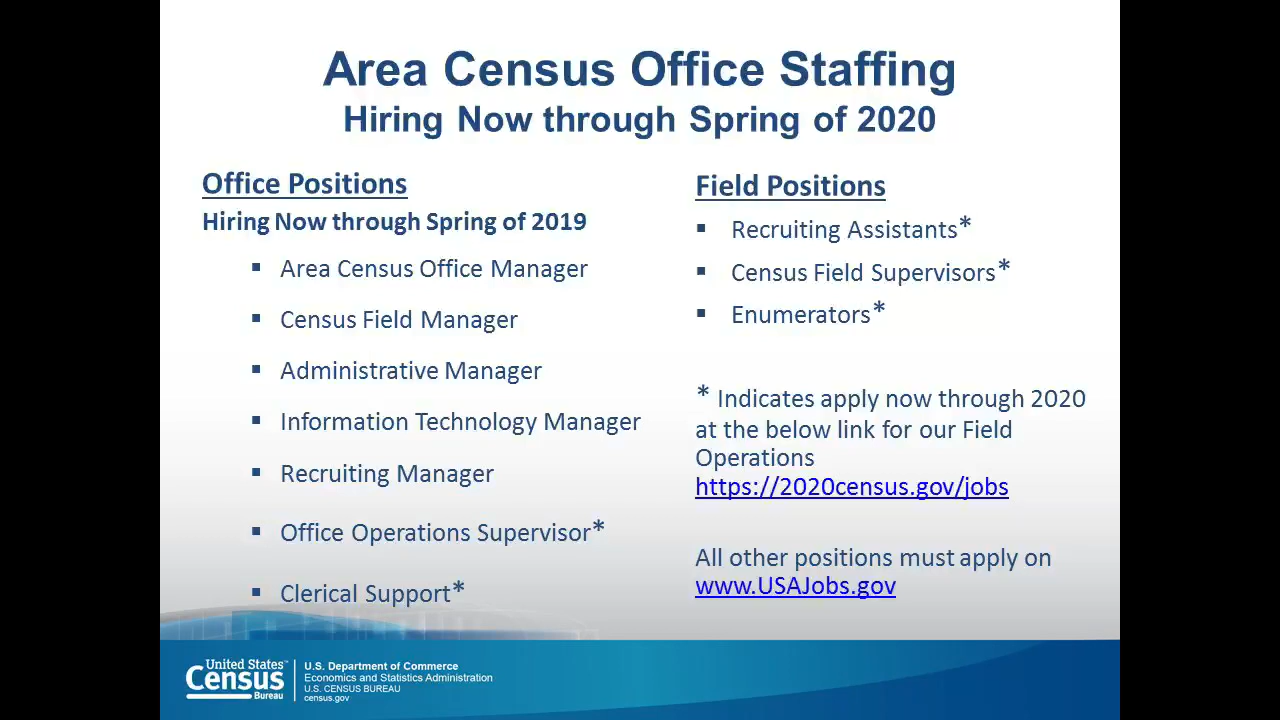 Area Census Office Staffing
Hiring Now through Spring of 2020
Office Positions
Hiring Now through Spring of 2019
▪ Area Census Office Manager
▪ Census Field Manager
▪ Administrative Manager
▪ Information Technology Manager
▪ Recruiting Manager
▪ Office Operations Supervisor*
▪ Clerical Support*
Field Positions
▪ Recruiting Assistants*
▪ Census Field Supervisors*
▪ Enumerators*
* Indicates apply now through 2020
at the below link for our Field
Operations
https://2020census.gov/jobs
All other positions must apply on
www.USAJobs.gov
United States™
Census
Bureau
U.S. Department of Commerce
Economics and Statistics Administration
U.S. CENSUS BUREAU
census.gov